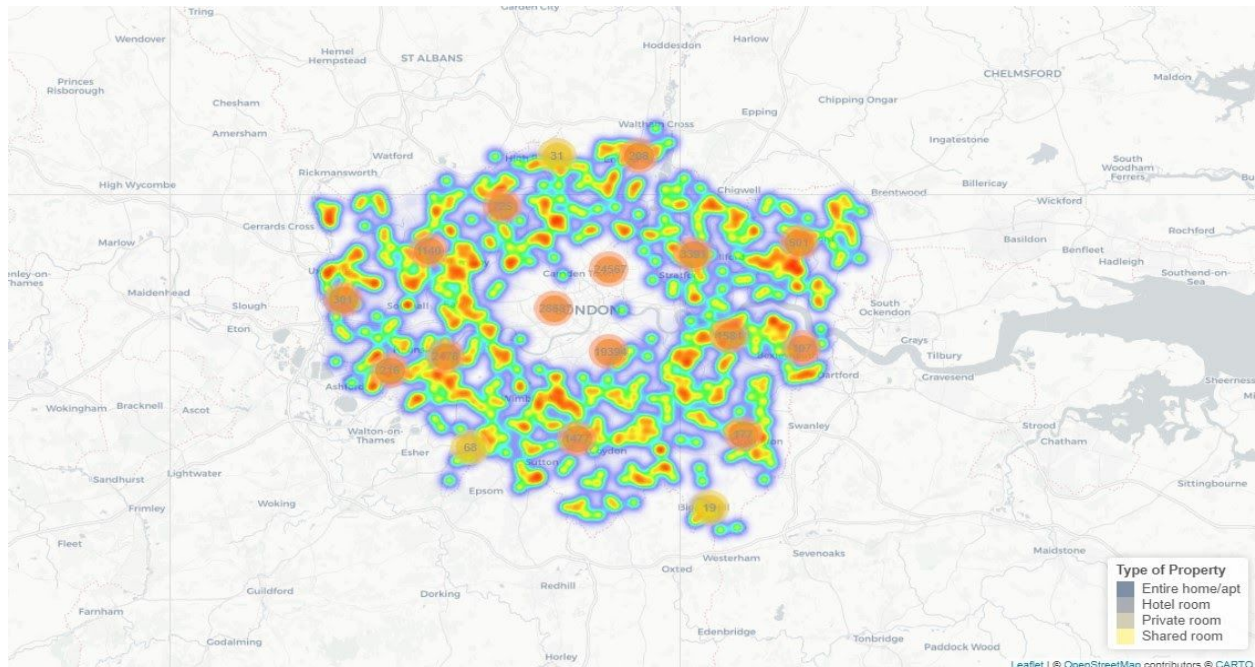 Tring
Garden City
Wendover
Hemel
Hempstead
ST ALBANS
Hoddesdon
Harlow
CHELMSFORD
Maldon
Princes
Risborough
Chesham
Chipping Ongar
Amersham
Epping
Waltham Cross
Ingatestone
Watford
31
South
Woodham
Ferrers
Rickmansworth
High Wycombe
Chigwell
Brentwood
Billericay
Wickford
Gerrards Cross
Rochford
Marlow
Basildon
Benfleet
Hadleigh
Southend-on-
Sea
24567
Camden
Stratford
Maidenhead
Slough
South
Ockendon
Eton
Grays
Tilbury
19394
Gravesend
Dartford
Sheerness
Ashford
Wokingham
Bracknell
Ascot
Strood
Chatham
Walton-on-
Thames
Esher
68
Swanley
Sutton
Sandhurst
Lightwater
Epsom
Sittingbourne
Woking
19
Frimley
Fleet
Westerham
Sevenoaks
Maidstone
Oxted
Redhill
Guildford
Dorking
Farnham
Godalming
Edenbridge
Tonbridge
Paddock Wood
Horley
Type of Property
Entire home/apt
Hotel room
Private room
Shared room
Leaflet | © OpenStreetMap contributors © CARTO